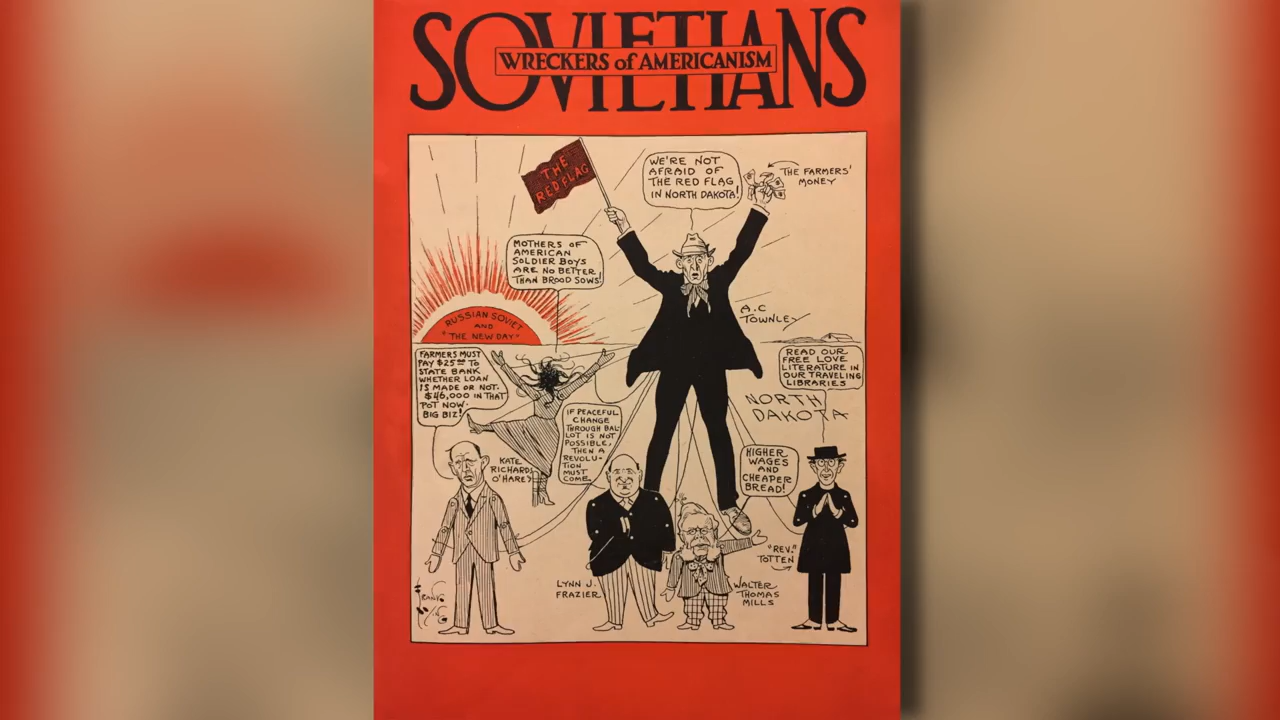 SOVIETIANS
WRECKERS of AMERICANISM
THE
RED FLAG
WE'RE NOT
AFRAID OF
THE RED FLAG
IN NORTH DAKOTA!
THE FARMERS'
MONEY
MOTHERS OF
AMERICAN
SOLDIER BOYS
ARE NO BETTER
THAN BROOD SOWS!
RUSSIAN SOVIET
AND
"THE NEW DAY"
A.C
TOWNLEY
FARMERS MUST
PAY $25⁰⁰ TO
STATE BANK
WHETHER LOAN
IS MADE OR NOT.
$46,000 IN THAT
POT NOW.
BIG BIZ!
READ OUR
FREE LOVE
LITERATURE IN
OUR TRAVELING
LIBRARIES
NORTH
DAKOTA
IF PEACEFUL
CHANGE
THROUGH BAL-
LOT IS NOT
POSSIBLE,
THEN A
REVOLU-
TION
MUST
COME.
KATE
RICHARDS
O'HARE
HIGHER
WAGES
AND
CHEAPER
BREAD!
"REV."
TOTTEN
LYNN J.
FRAZIER
WALTER
THOMAS
MILLS